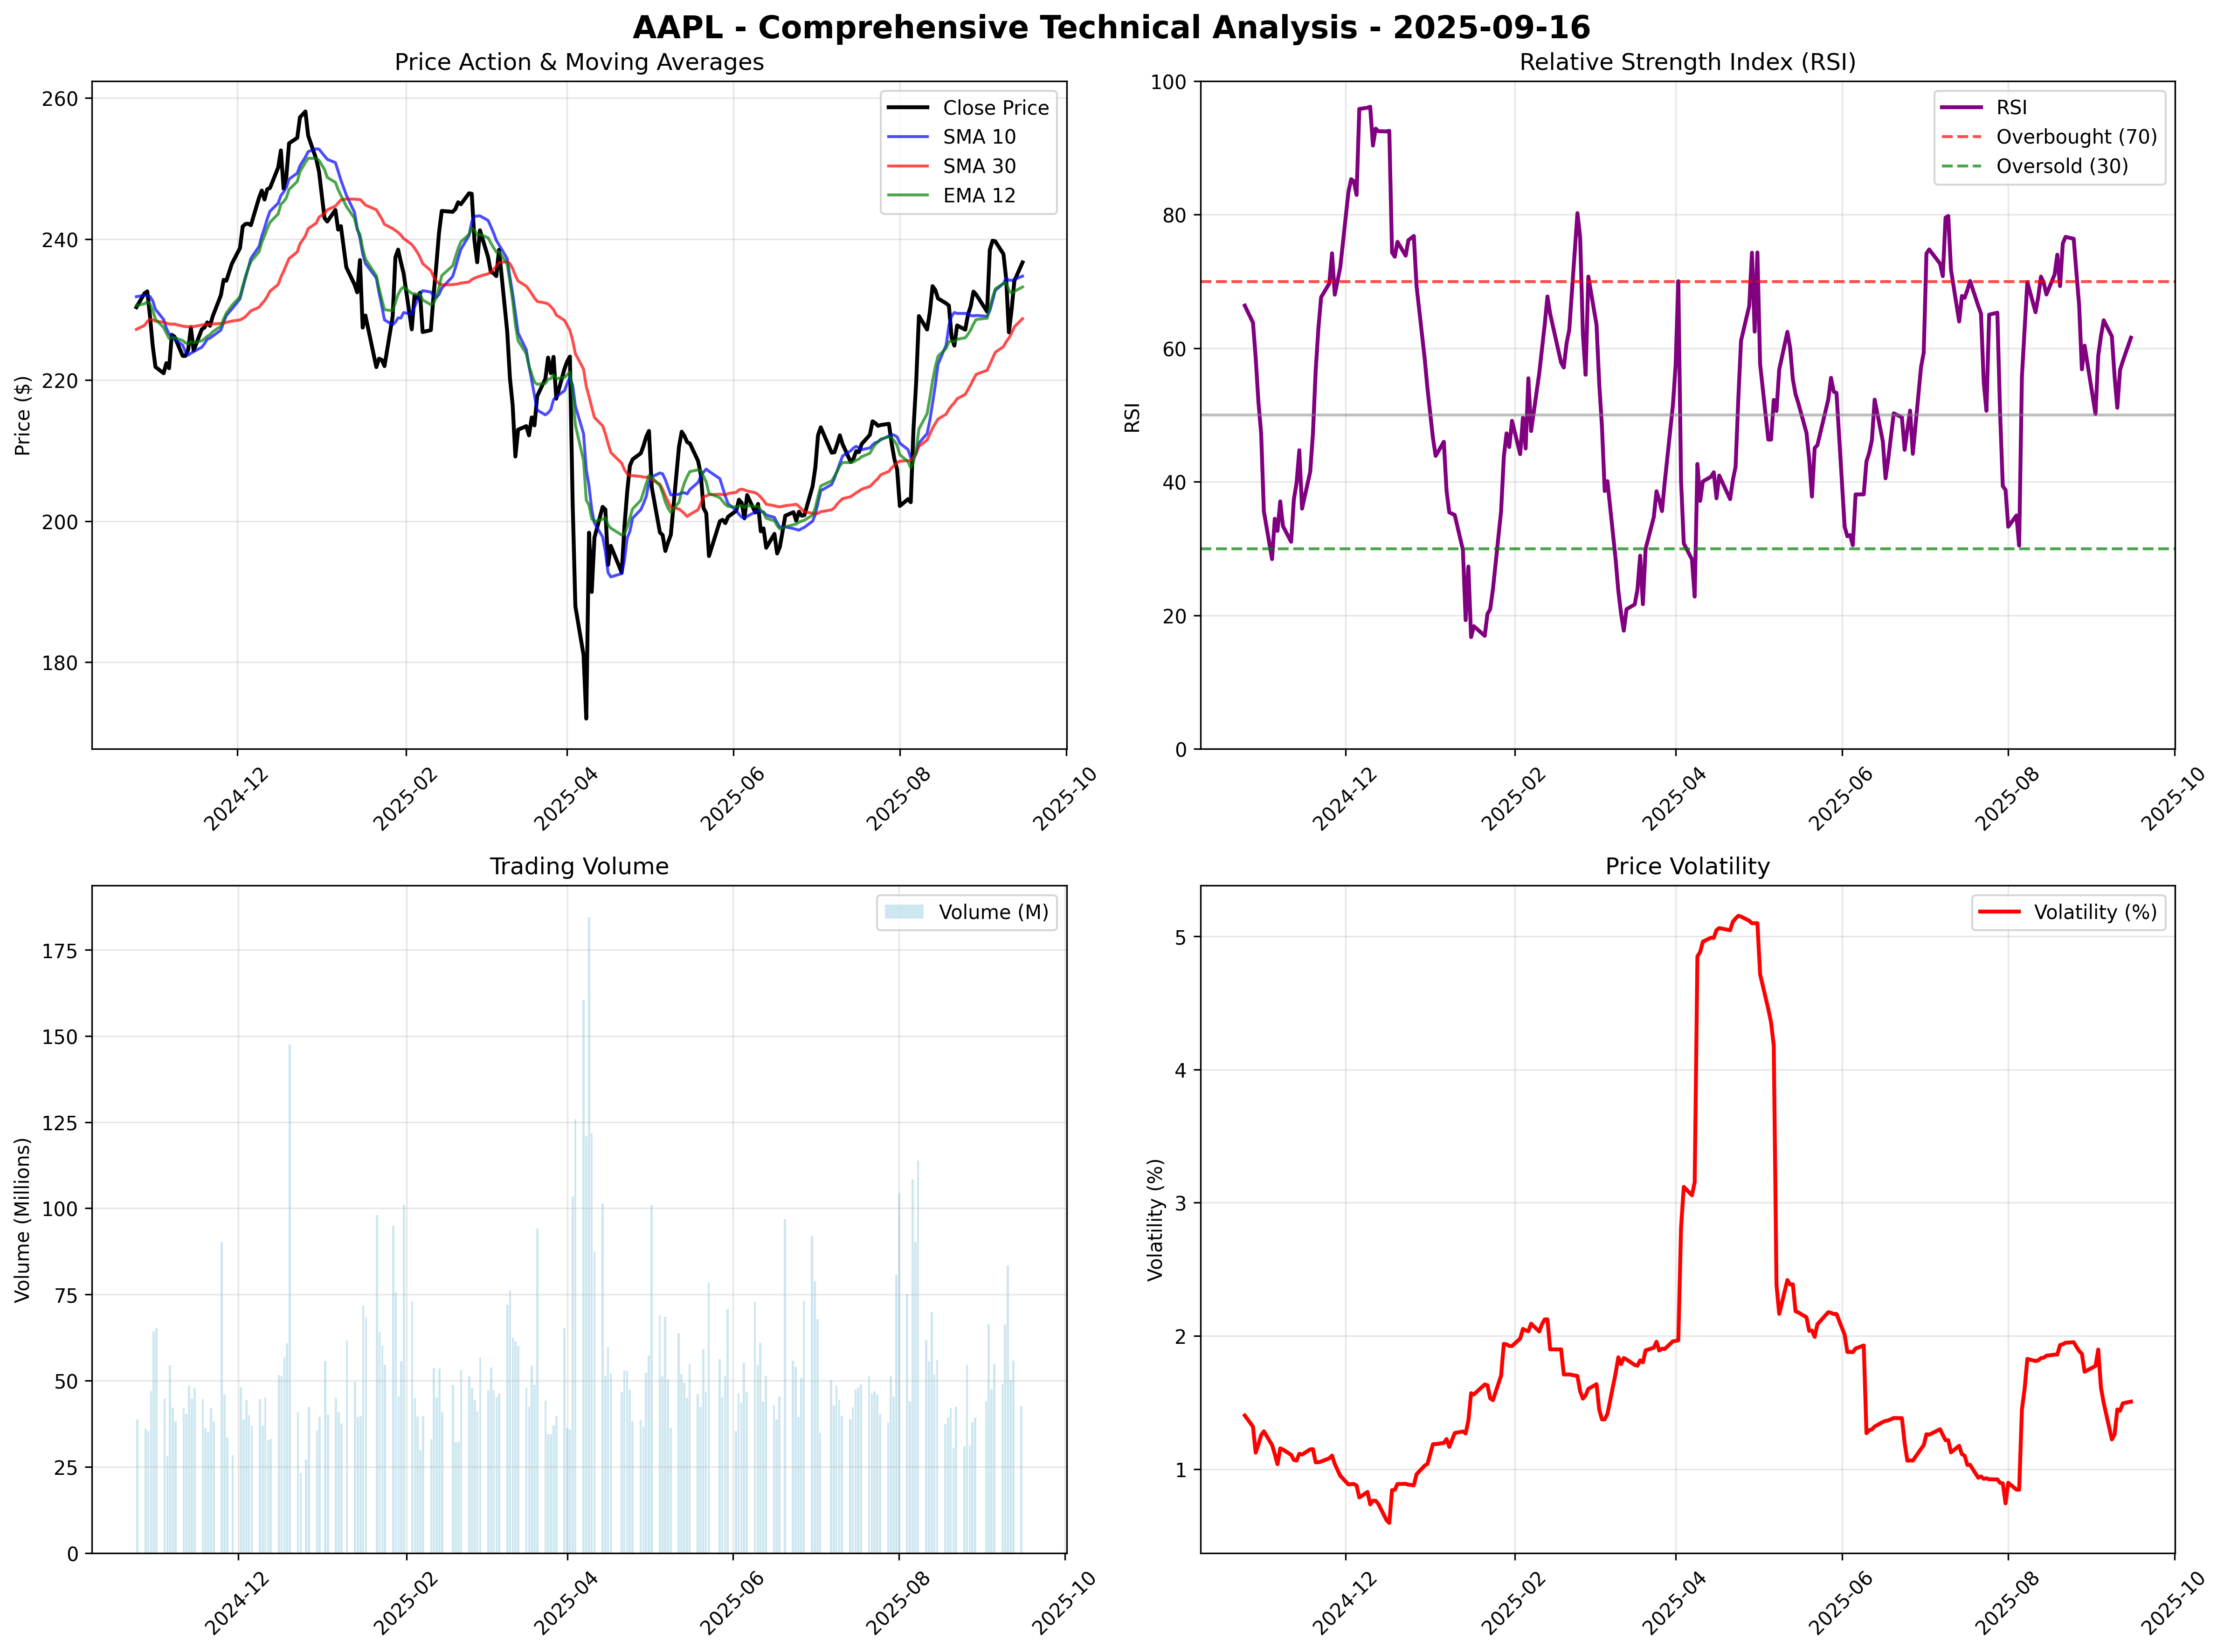 AAPL - Comprehensive Technical Analysis - 2025-09-16
Price Action & Moving Averages
Price ($)
260
240
220
200
180
Close Price
SMA 10
SMA 30
EMA 12
2024-12
2025-02
2025-04
2025-06
2025-08
2025-10
Relative Strength Index (RSI)
RSI
100
80
60
40
20
0
RSI
Overbought (70)
Oversold (30)
2024-12
2025-02
2025-04
2025-06
2025-08
2025-10
Trading Volume
Volume (Millions)
175
150
125
100
75
50
25
0
Volume (M)
2024-12
2025-02
2025-04
2025-06
2025-08
2025-10
Price Volatility
Volatility (%)
5
4
3
2
1
Volatility (%)
2024-12
2025-02
2025-04
2025-06
2025-08
2025-10